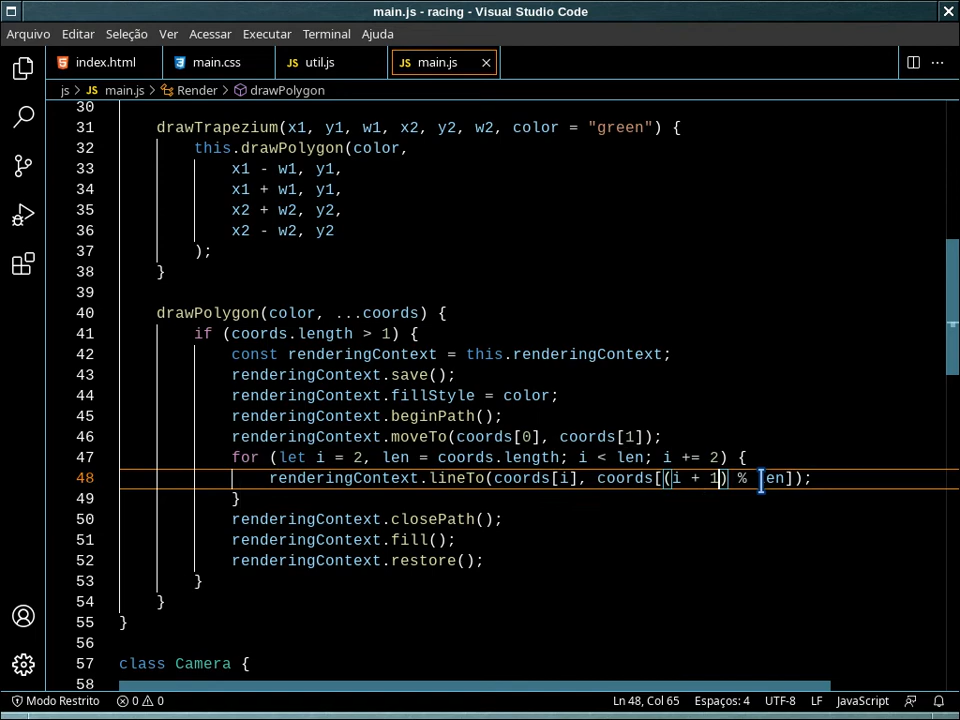 main.js - racing - Visual Studio Code
Arquivo Editar Seleção Ver Acessar Executar Terminal Ajuda
index.html main.css JS util.js JS main.js
js > JS main.js > Render > drawPolygon
30
31 drawTrapezium(x1, y1, w1, x2, y2, w2, color = "green") {
32 this.drawPolygon(color,
33 x1 - w1, y1,
34 x1 + w1, y1,
35 x2 + w2, y2,
36 x2 - w2, y2
37 );
38 }
39
40 drawPolygon(color, ...coords) {
41 if (coords.length > 1) {
42 const renderingContext = this.renderingContext;
43 renderingContext.save();
44 renderingContext.fillStyle = color;
45 renderingContext.beginPath();
46 renderingContext.moveTo(coords[0], coords[1]);
47 for (let i = 2, len = coords.length; i < len; i += 2) {
48 renderingContext.lineTo(coords[i], coords[(i + 1) % len]);
49 }
50 renderingContext.closePath();
51 renderingContext.fill();
52 renderingContext.restore();
53 }
54 }
55 }
56
57 class Camera {
58
Modo Restrito 0 0 Ln 48, Col 65 Espaços: 4 UTF-8 LF JavaScript